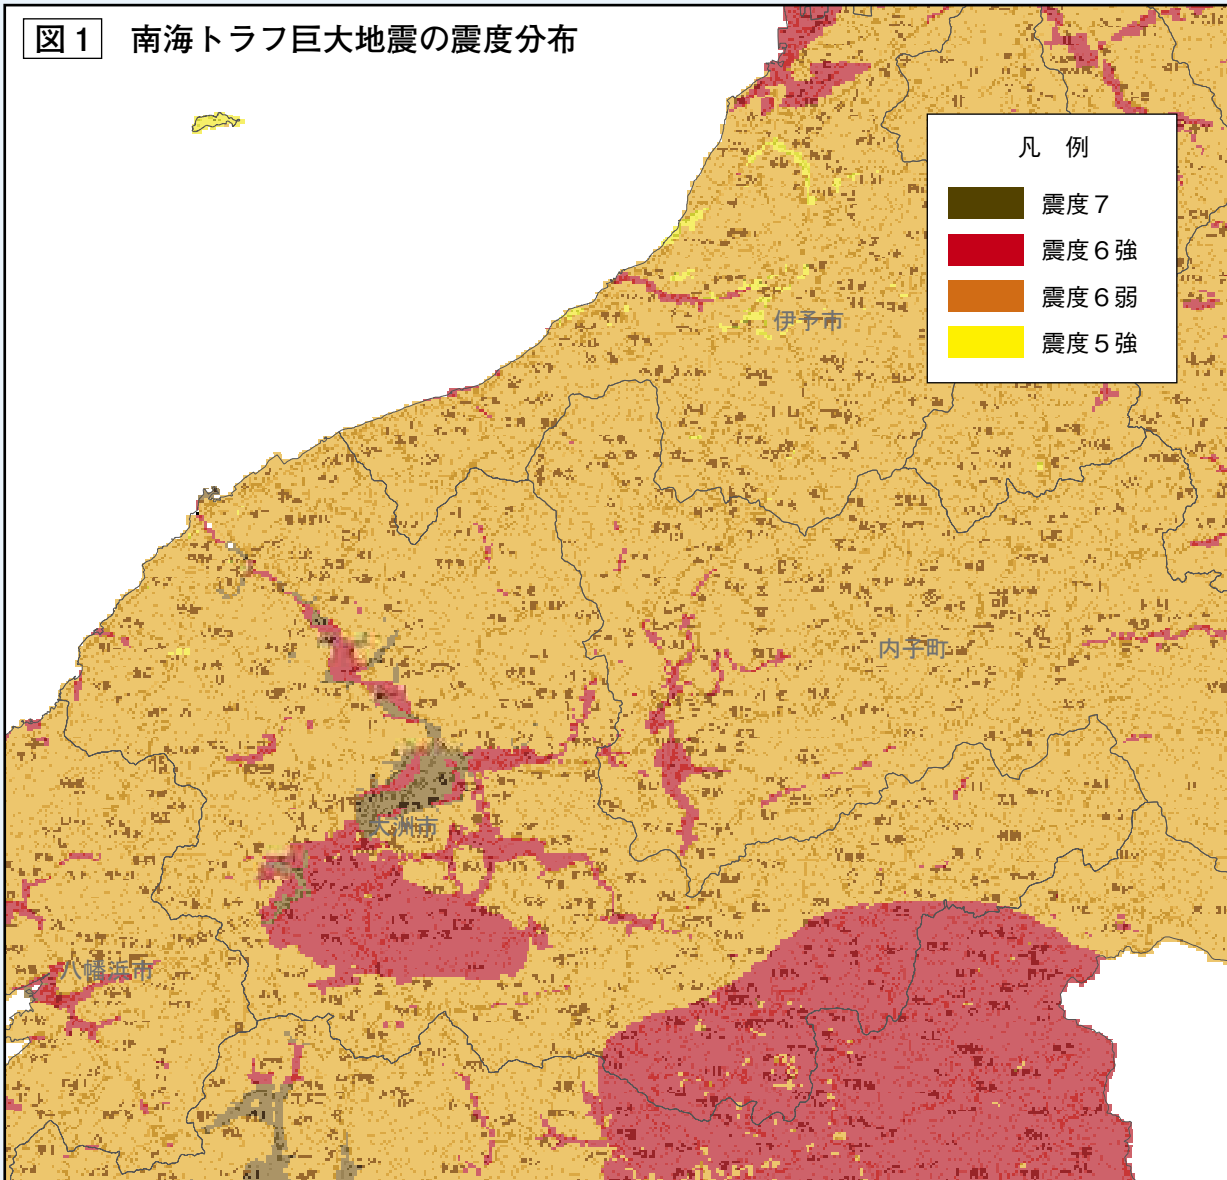 図1 南海トラフ巨大地震の震度分布
凡 例
震度7
震度6強
震度6弱
震度5強
伊予市
内子町
大洲市
八幡浜市